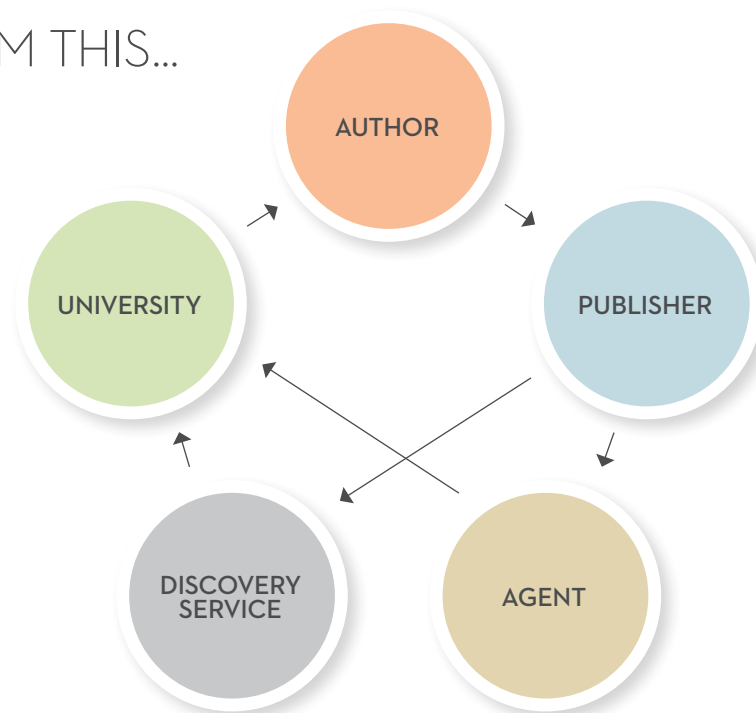 M THIS...
AUTHOR
UNIVERSITY
PUBLISHER
DISCOVERY
SERVICE
AGENT